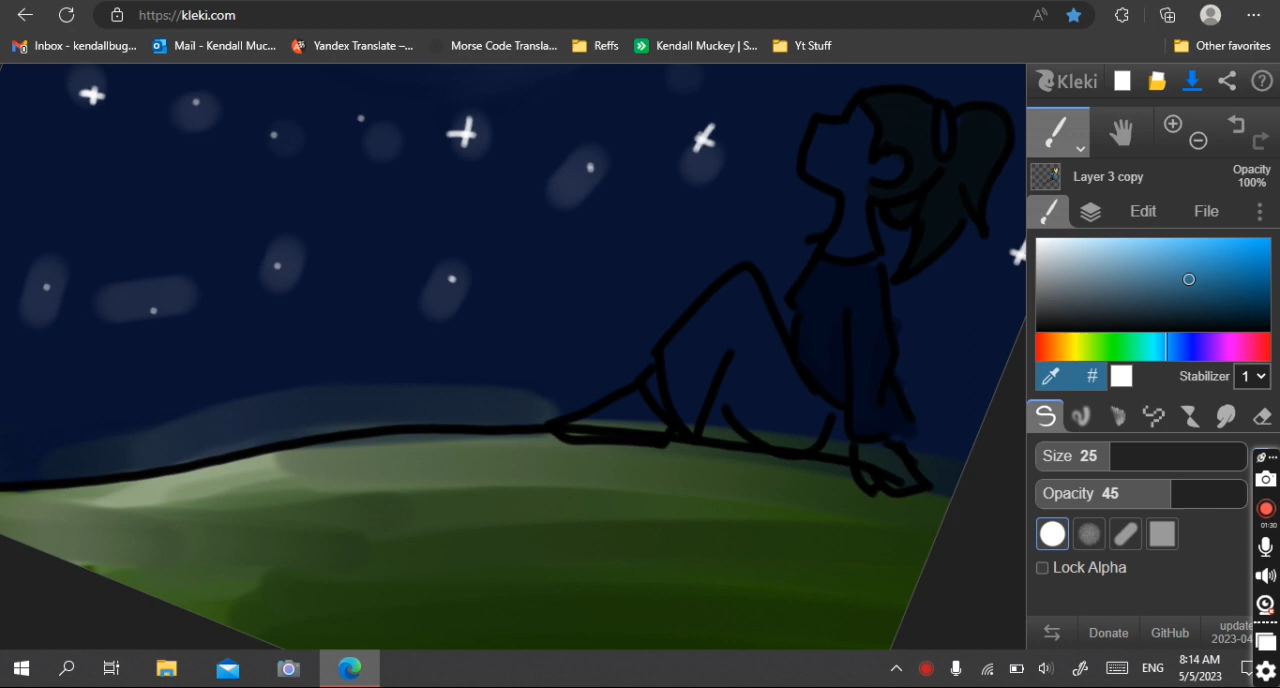 https://kleki.com
Inbox - kendallbug... Mail - Kendall Muc... Yandex Translate –... Morse Code Transla... Reffs Kendall Muckey | S... Yt Stuff Other favorites
Kleki
Layer 3 copy
Opacity
100%
Edit File
# Stabilizer 1
Size 25
Opacity 45
01:30
Lock Alpha
Donate GitHub update
2023-04
ENG
8:14 AM
5/5/2023